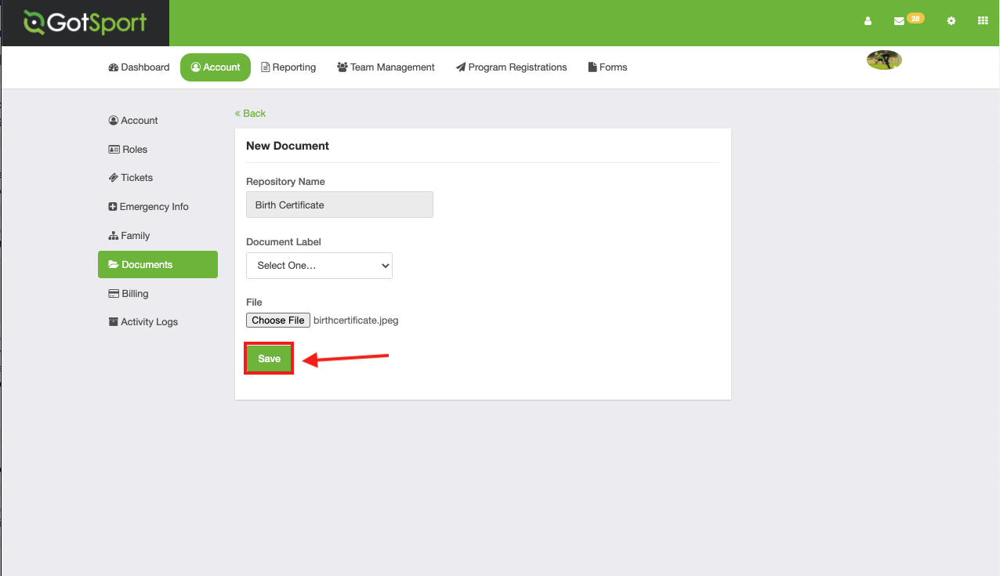 GotSport
28
Dashboard Account Reporting Team Management Program Registrations Forms
Account
Roles
Tickets
Emergency Info
Family
Documents
Billing
Activity Logs
« Back
New Document
Repository Name
Birth Certificate
Document Label
Select One...
File
Choose File birthcertificate.jpeg
Save